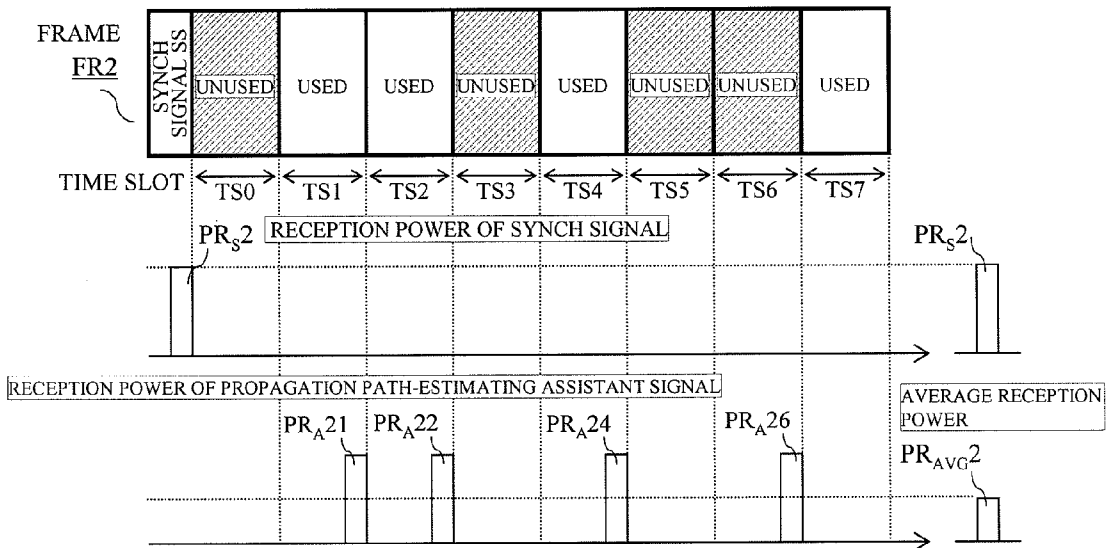 FRAME
FR2
SYNCH
SIGNAL SS
UNUSED
USED
USED
UNUSED
USED
UNUSED
UNUSED
USED
TIME SLOT
TS0
TS1
TS2
TS3
TS4
TS5
TS6
TS7
RECEPTION POWER OF SYNCH SIGNAL
PRS2
PRS2
RECEPTION POWER OF PROPAGATION PATH-ESTIMATING ASSISTANT SIGNAL
AVERAGE RECEPTION
POWER
PRA21
PRA22
PRA24
PRA26
PRAVG2